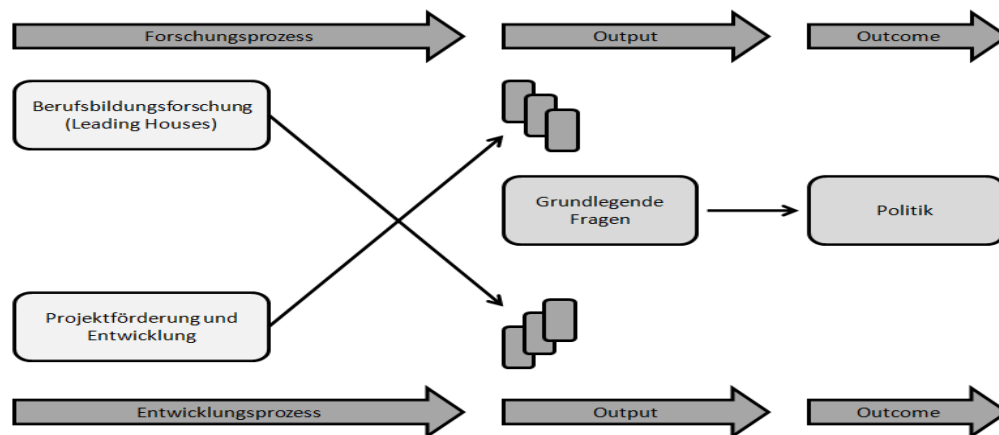 Forschungsprozess
Output
Outcome
Berufsbildungsforschung
(Leading Houses)
Grundlegende
Fragen
Politik
Projektförderung und
Entwicklung
Entwicklungsprozess
Output
Outcome